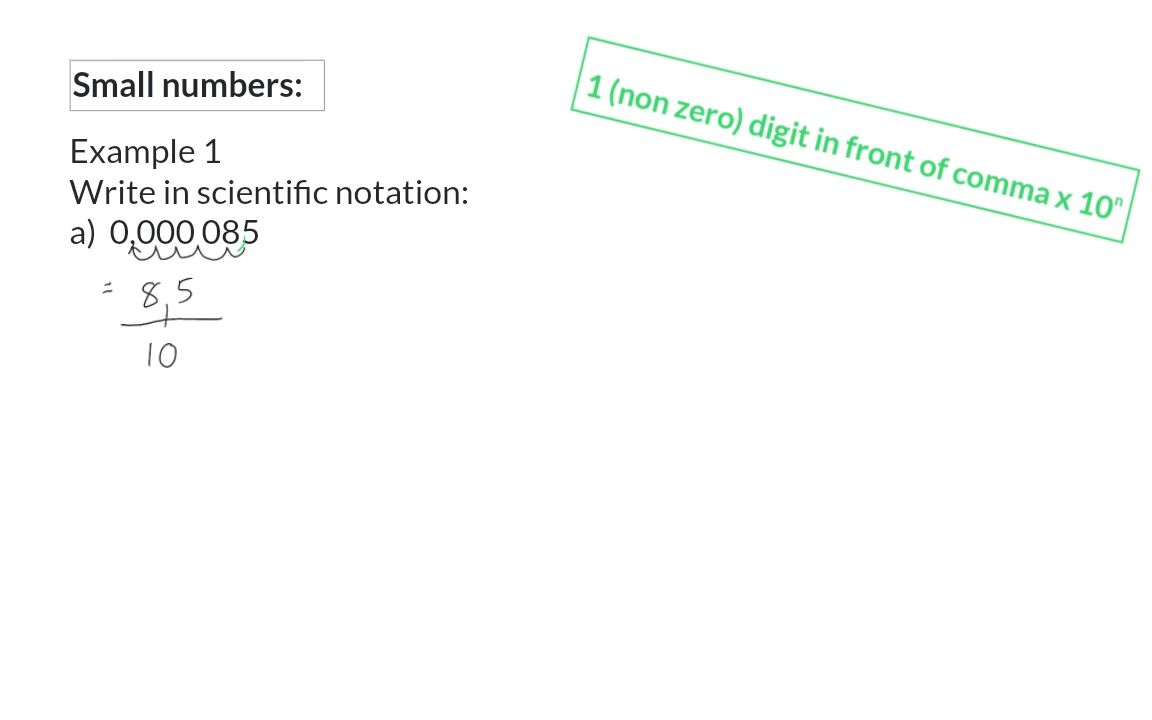 Small numbers:
1 (non zero) digit in front of comma x 10ⁿ
Example 1
Write in scientific notation:
a) 0,000 085
= 8,5
10